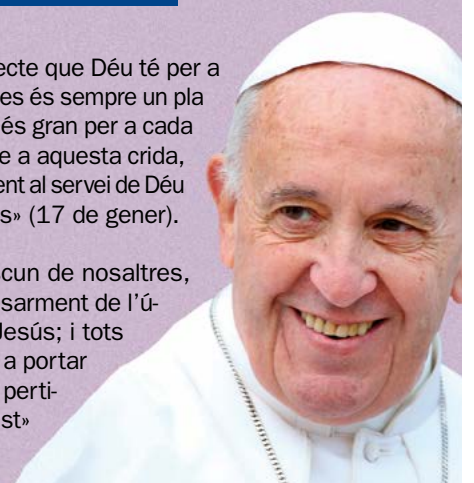 ecte que Déu té per a
es és sempre un pla
és gran per a cada
e a aquesta crida,
ent al servei de Déu
s» (17 de gener).
scun de nosaltres,
sarment de l'ú-
Jesús; i tots
a portar
perti-
st»